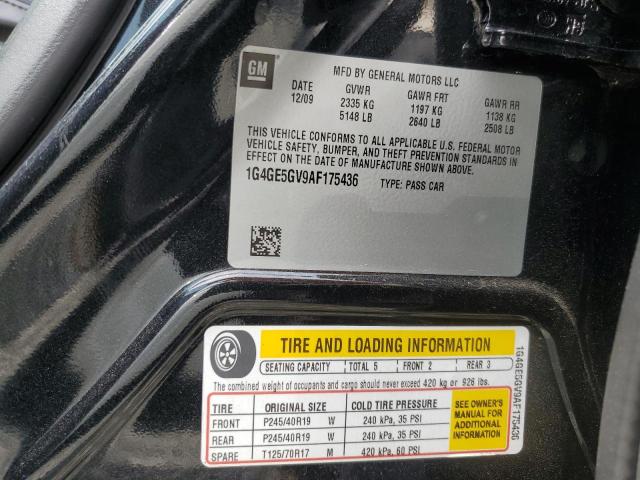 GM
MFD BY GENERAL MOTORS LLC
DATE GVWR GAWR FRT GAWR RR
12/09 2335 KG 1197 KG 1138 KG
5148 LB 2640 LB 2508 LB
THIS VEHICLE CONFORMS TO ALL APPLICABLE U.S. FEDERAL MOTOR
VEHICLE SAFETY, BUMPER, AND THEFT PREVENTION STANDARDS IN
EFFECT ON THE DATE OF MANUFACTURE SHOWN ABOVE.
1G4GE5GV9AF175436 TYPE: PASS CAR
TIRE AND LOADING INFORMATION
SEATING CAPACITY TOTAL 5 FRONT 2 REAR 3
The combined weight of occupants and cargo should never exceed 420 kg or 926 lbs.
TIRE ORIGINAL SIZE COLD TIRE PRESSURE
FRONT P245/40R19 W 240 kPa, 35 PSI
REAR P245/40R19 W 240 kPa, 35 PSI
SPARE T125/70R17 M 420 kPa, 60 PSI
SEE OWNER'S
MANUAL FOR
ADDITIONAL
INFORMATION
1G4GE5GV9AF175436